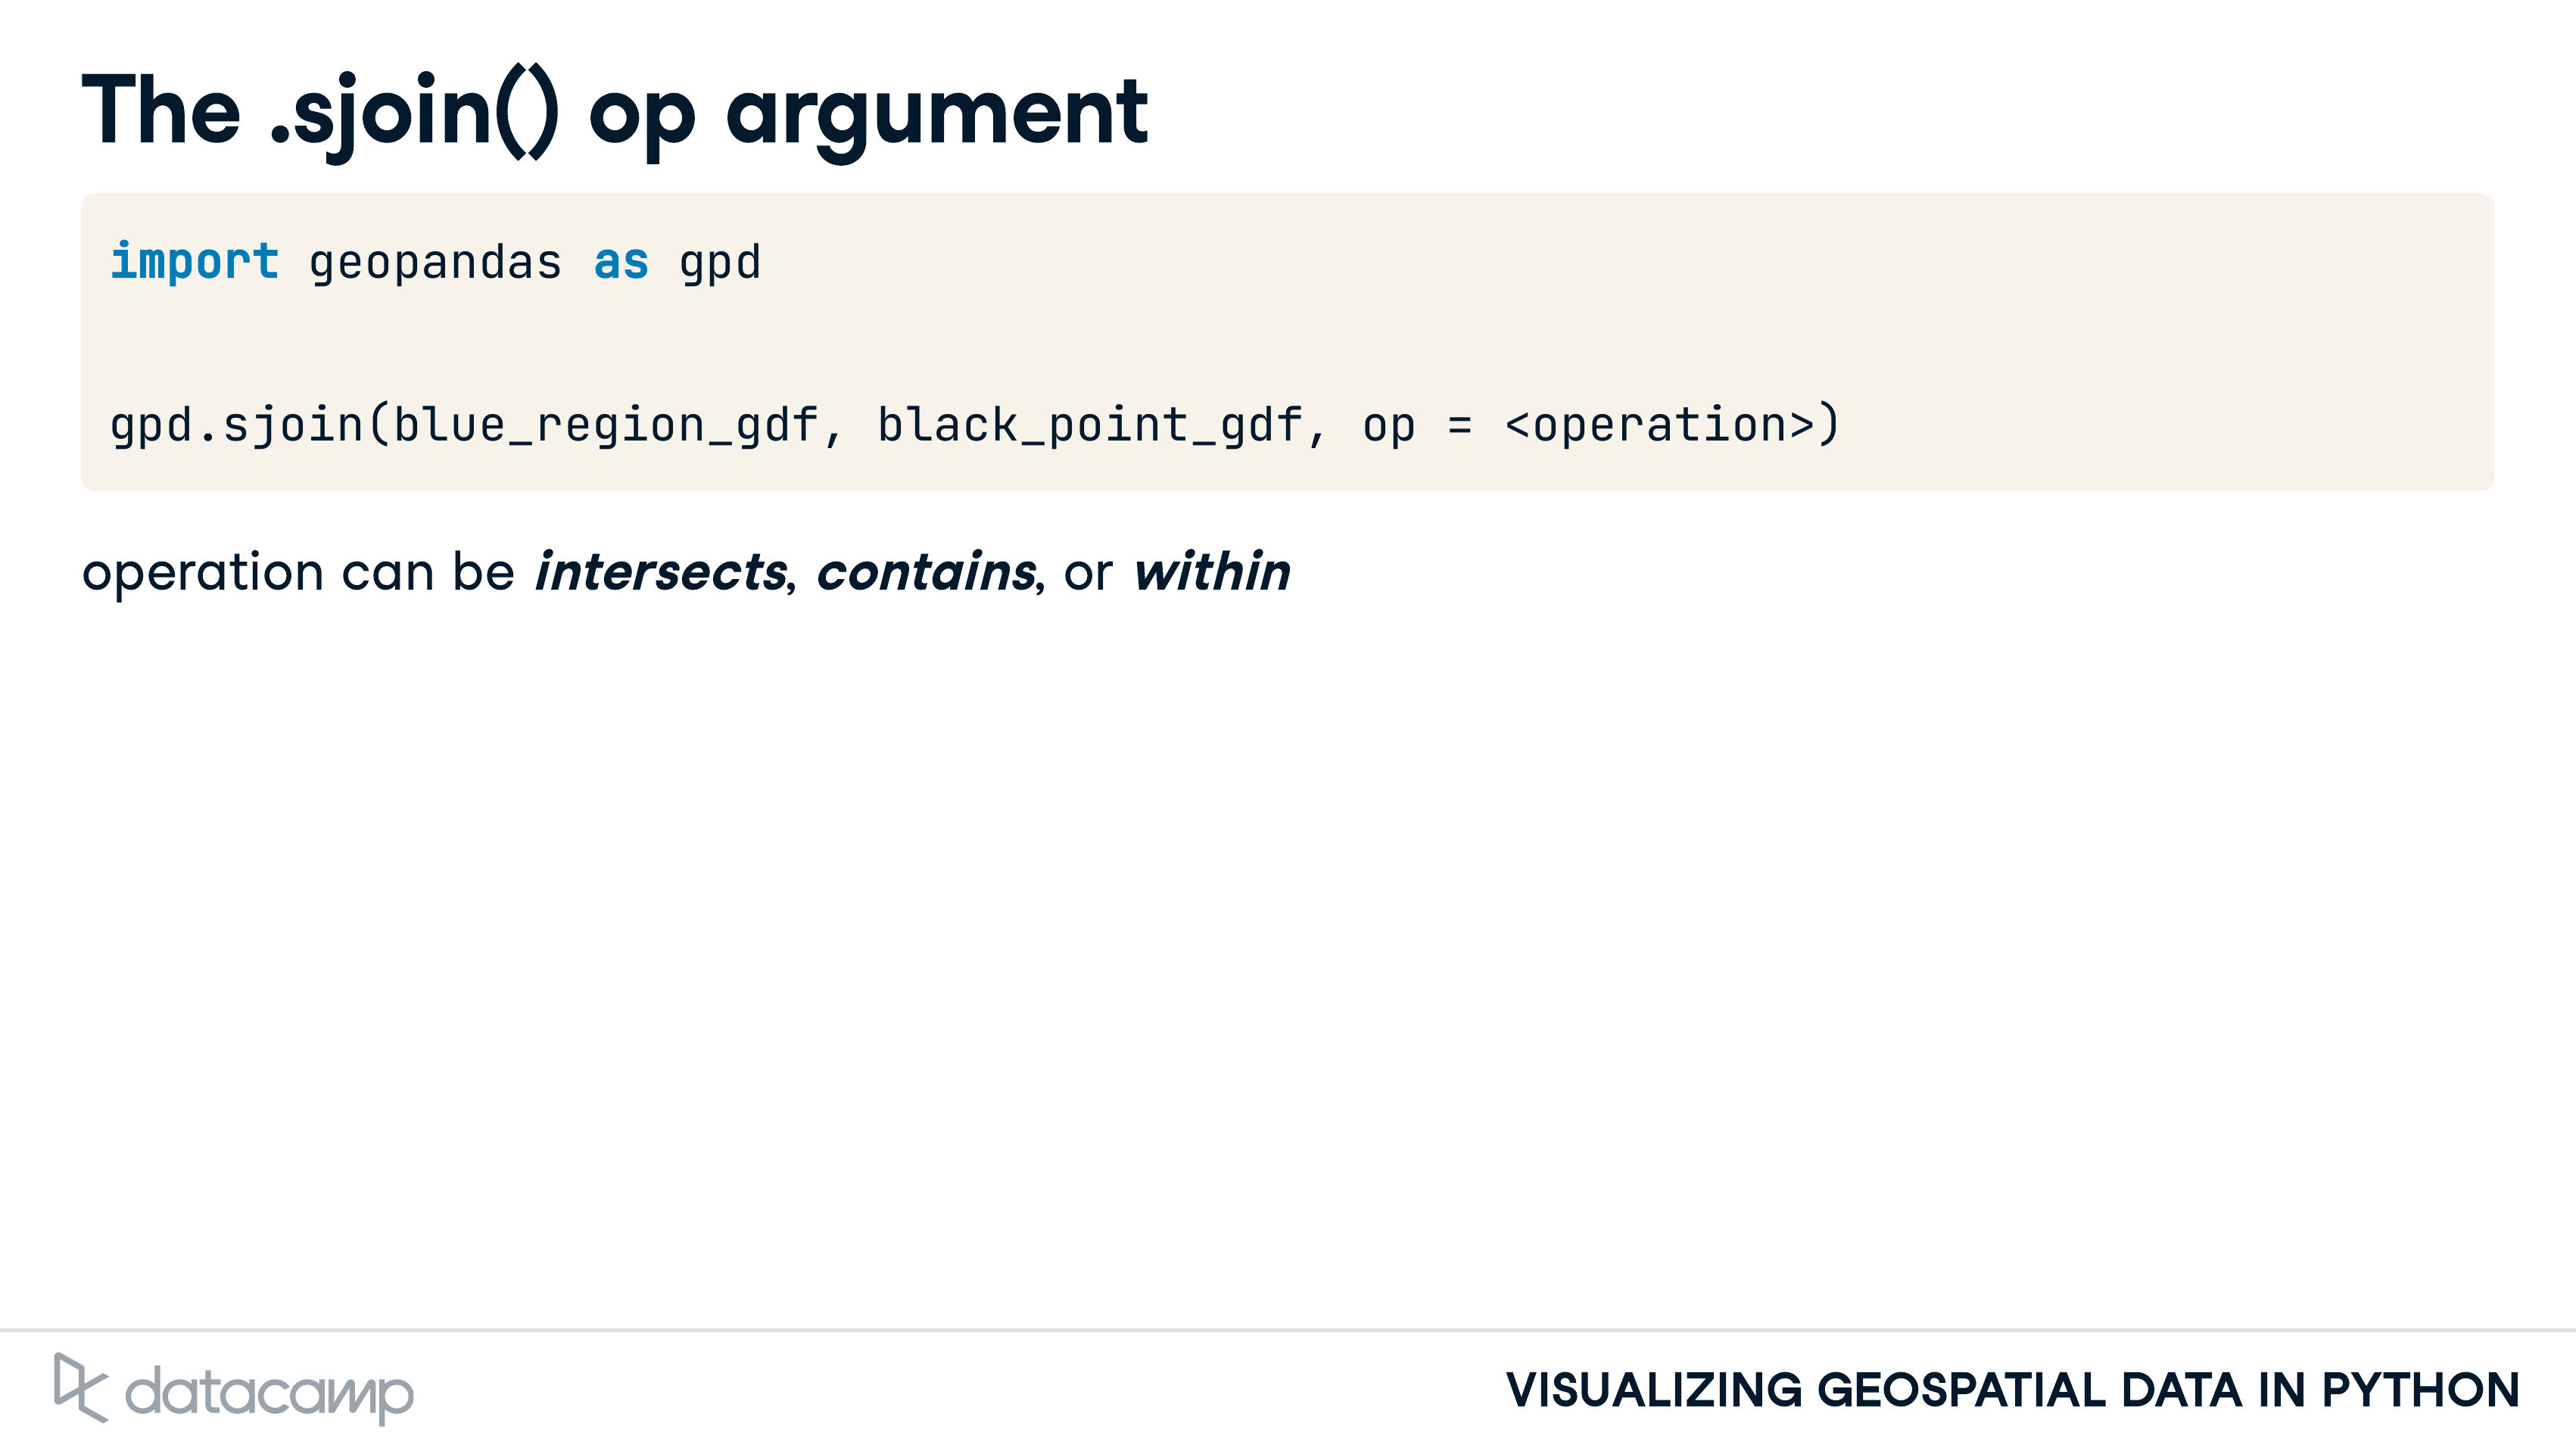 The .sjoin() op argument
import geopandas as gpd
gpd.sjoin(blue_region_gdf, black_point_gdf, op = <operation>)
operation can be intersects, contains, or within
datacamp
VISUALIZING GEOSPATIAL DATA IN PYTHON